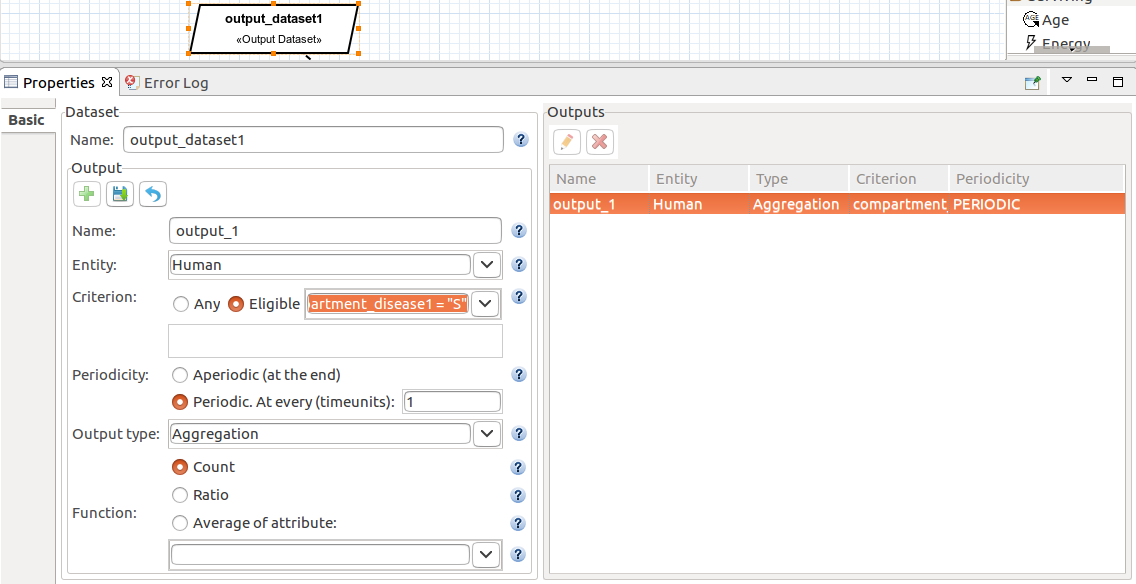 output_dataset1
«Output Dataset»
Age
Energy
Properties
Error Log
Basic
Dataset
Name: output_dataset1
Output
Name: output_1
Entity: Human
Criterion: Any Eligible artment_disease1 = "S"
Periodicity: Aperiodic (at the end)
Periodic. At every (timeunits): 1
Output type: Aggregation
Count
Ratio
Function:
Average of attribute:
Outputs
Name Entity Type Criterion Periodicity
output_1 Human Aggregation compartment_ PERIODIC